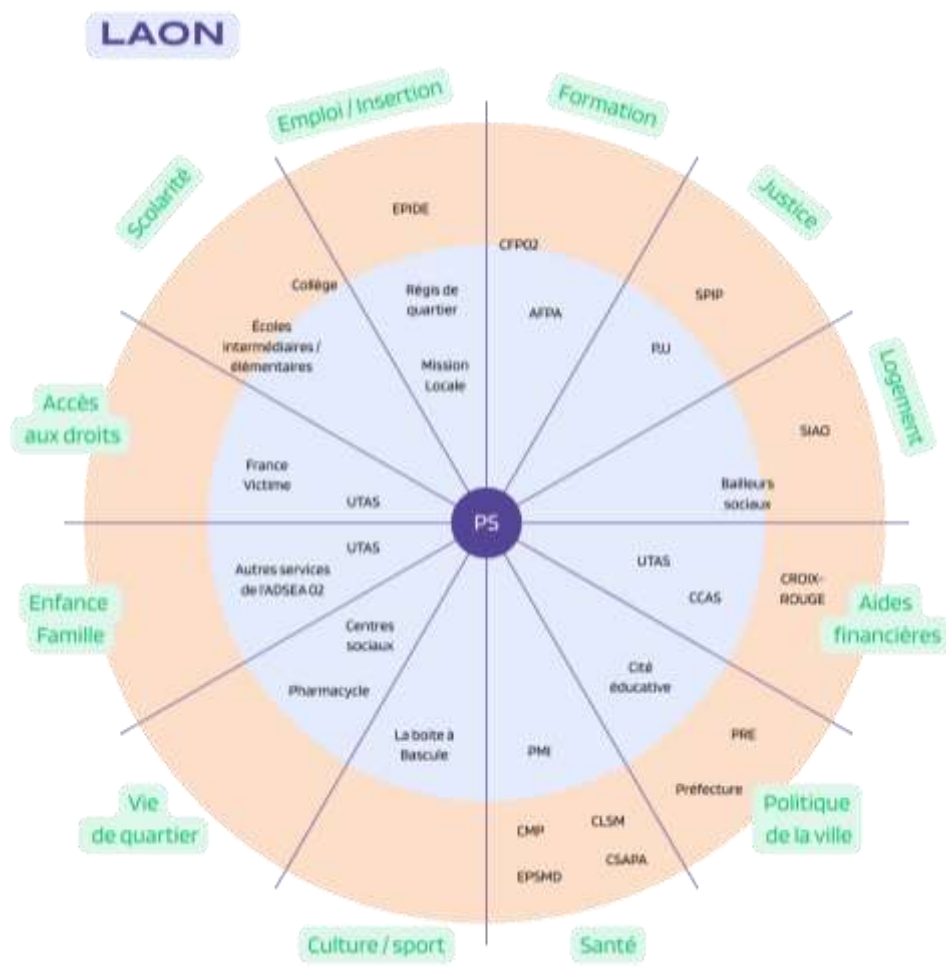 LAON
Emploi / Insertion
Formation
Scolarité
Justice
Logement
Accès
aux droits
Enfance
Famille
Aides
financières
Vie
de quartier
Politique
de la ville
Culture / sport
Santé
EPIDE
CFP02
Collège
Régis de
quartier
AFPA
SPIP
PJJ
Écoles
intermédiaires /
élémentaires
Mission
Locale
SIAO
France
Victime
UTAS
Bailleurs
sociaux
PS
UTAS
Autres services
de l'ADSEA 02
UTAS
CCAS
CROIX-
ROUGE
Centres
sociaux
Pharmacycle
Cité
éducative
La boite à
Bascule
PMI
PRE
Préfecture
CMP
CLSM
CSAPA
EPSMD